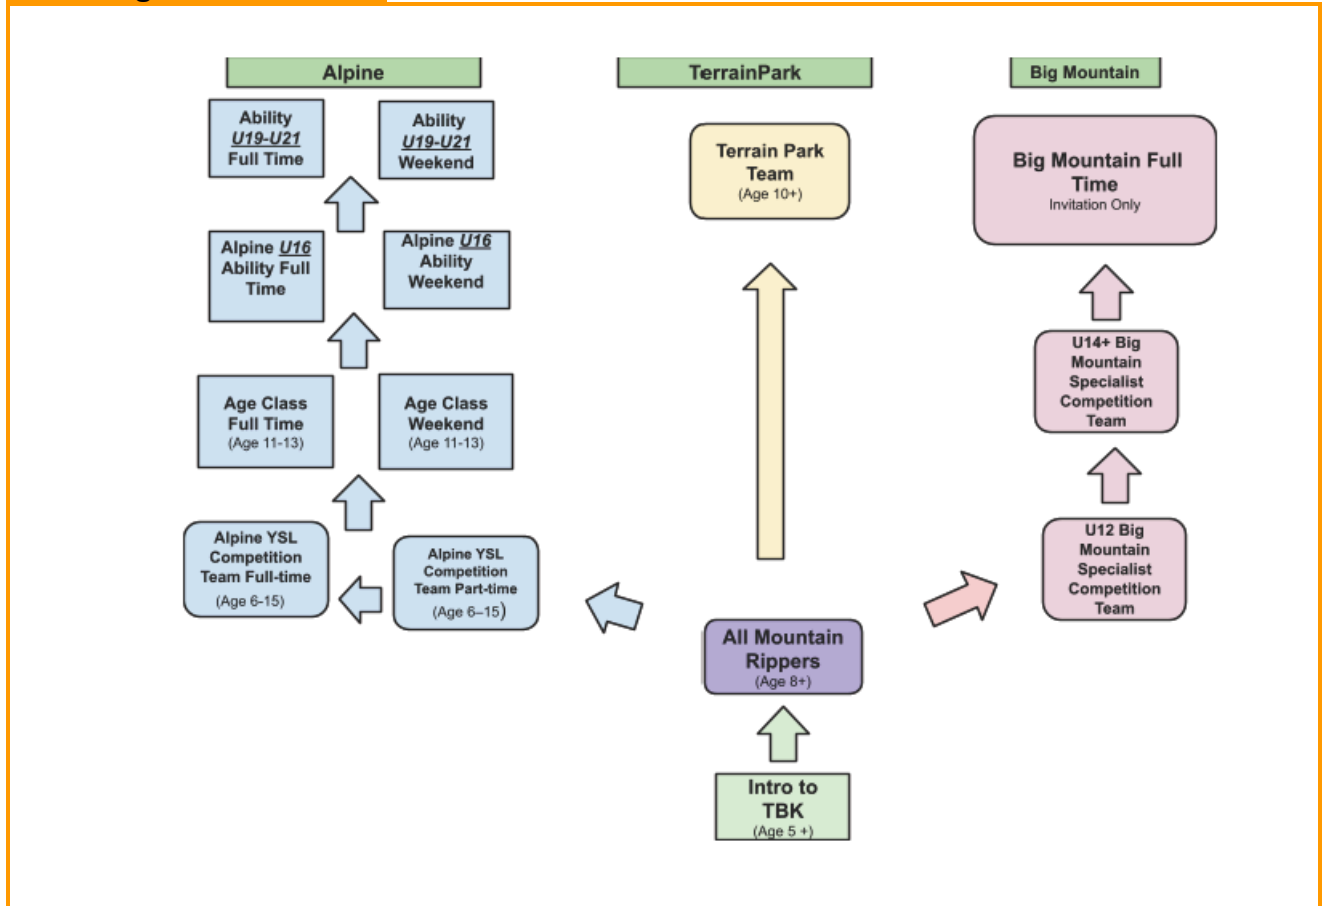 Alpine
TerrainPark
Big Mountain
Ability
U19-U21
Full Time
Ability
U19-U21
Weekend
Terrain Park
Team
(Age 10+)
Big Mountain Full
Time
Invitation Only
Alpine U16
Ability Full
Time
Alpine U16
Ability
Weekend
U14+ Big
Mountain
Specialist
Competition
Team
Age Class
Full Time
(Age 11-13)
Age Class
Weekend
(Age 11-13)
Alpine YSL
Competition
Team Full-time
(Age 6-15)
Alpine YSL
Competition
Team Part-time
(Age 6–15)
U12 Big
Mountain
Specialist
Competition
Team
All Mountain
Rippers
(Age 8+)
Intro to
TBK
(Age 5 +)